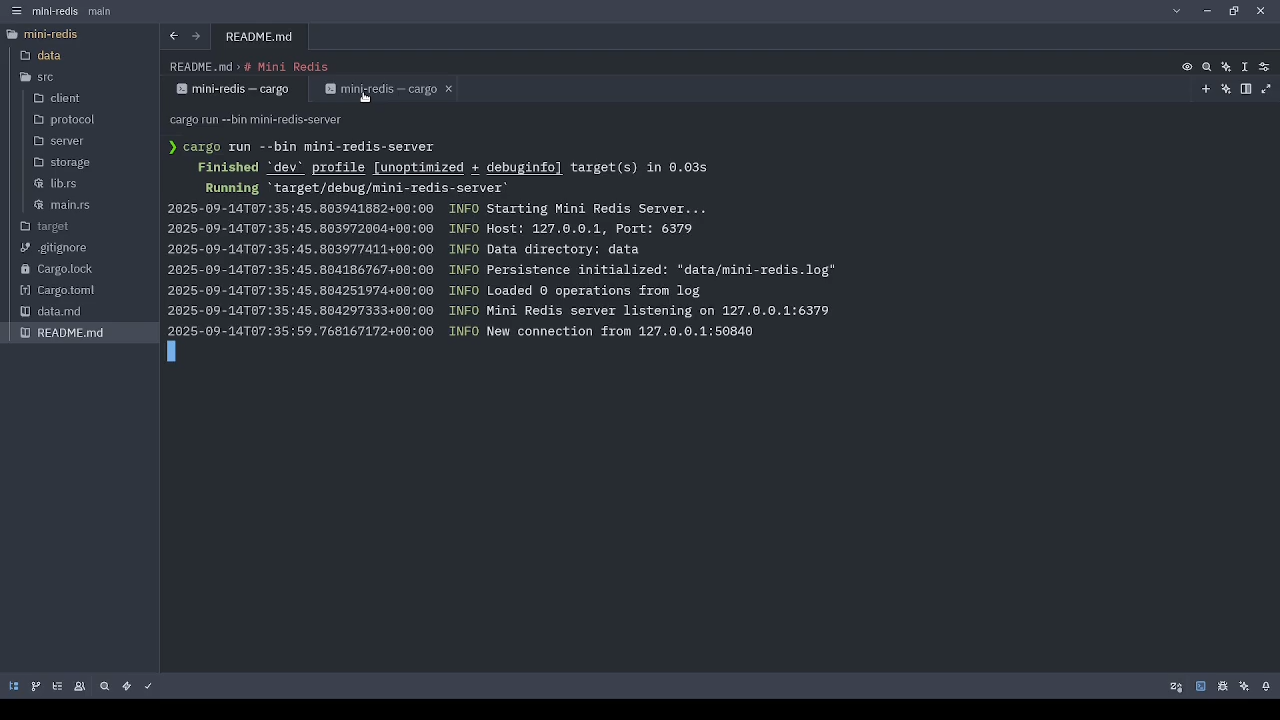 mini-redis main
mini-redis
data
src
client
protocol
server
storage
lib.rs
main.rs
target
.gitignore
Cargo.lock
Cargo.toml
data.md
README.md
README.md
README.md › # Mini Redis
mini-redis — cargo
mini-redis — cargo
cargo run --bin mini-redis-server
❯ cargo run --bin mini-redis-server
Finished `dev` profile [unoptimized + debuginfo] target(s) in 0.03s
Running `target/debug/mini-redis-server`
2025-09-14T07:35:45.803941882+00:00 INFO Starting Mini Redis Server...
2025-09-14T07:35:45.803972004+00:00 INFO Host: 127.0.0.1, Port: 6379
2025-09-14T07:35:45.803977411+00:00 INFO Data directory: data
2025-09-14T07:35:45.804186767+00:00 INFO Persistence initialized: "data/mini-redis.log"
2025-09-14T07:35:45.804251974+00:00 INFO Loaded 0 operations from log
2025-09-14T07:35:45.804297333+00:00 INFO Mini Redis server listening on 127.0.0.1:6379
2025-09-14T07:35:59.768167172+00:00 INFO New connection from 127.0.0.1:50840